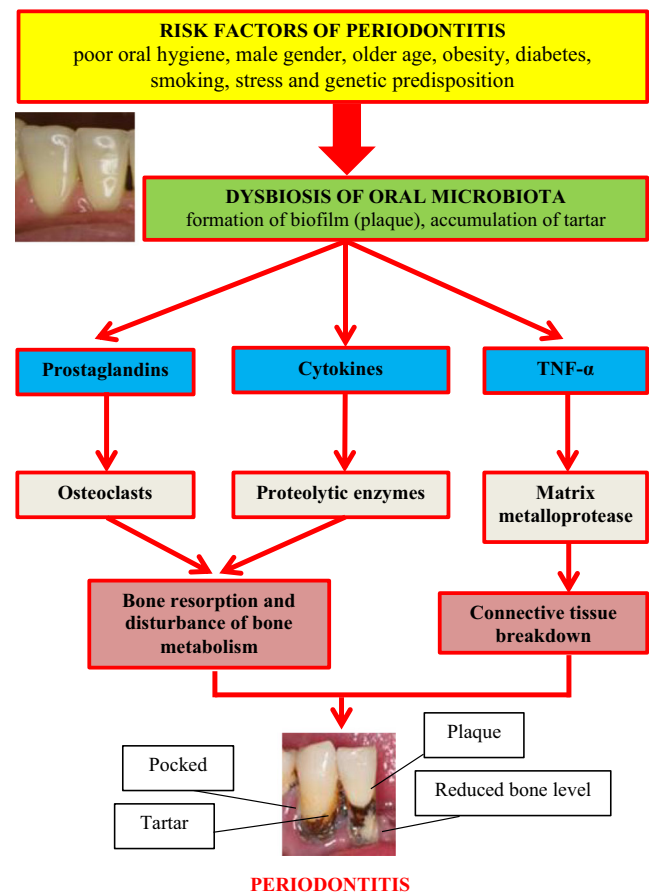 RISK FACTORS OF PERIODONTITIS
poor oral hygiene, male gender, older age, obesity, diabetes,
smoking, stress and genetic predisposition
DYSBIOSIS OF ORAL MICROBIOTA
formation of biofilm (plaque), accumulation of tartar
Prostaglandins
Cytokines
TNF-α
Osteoclasts
Proteolytic enzymes
Matrix
metalloprotease
Bone resorption and
disturbance of bone
metabolism
Connective tissue
breakdown
Plaque
Pocked
Reduced bone level
Tartar
PERIODONTITIS